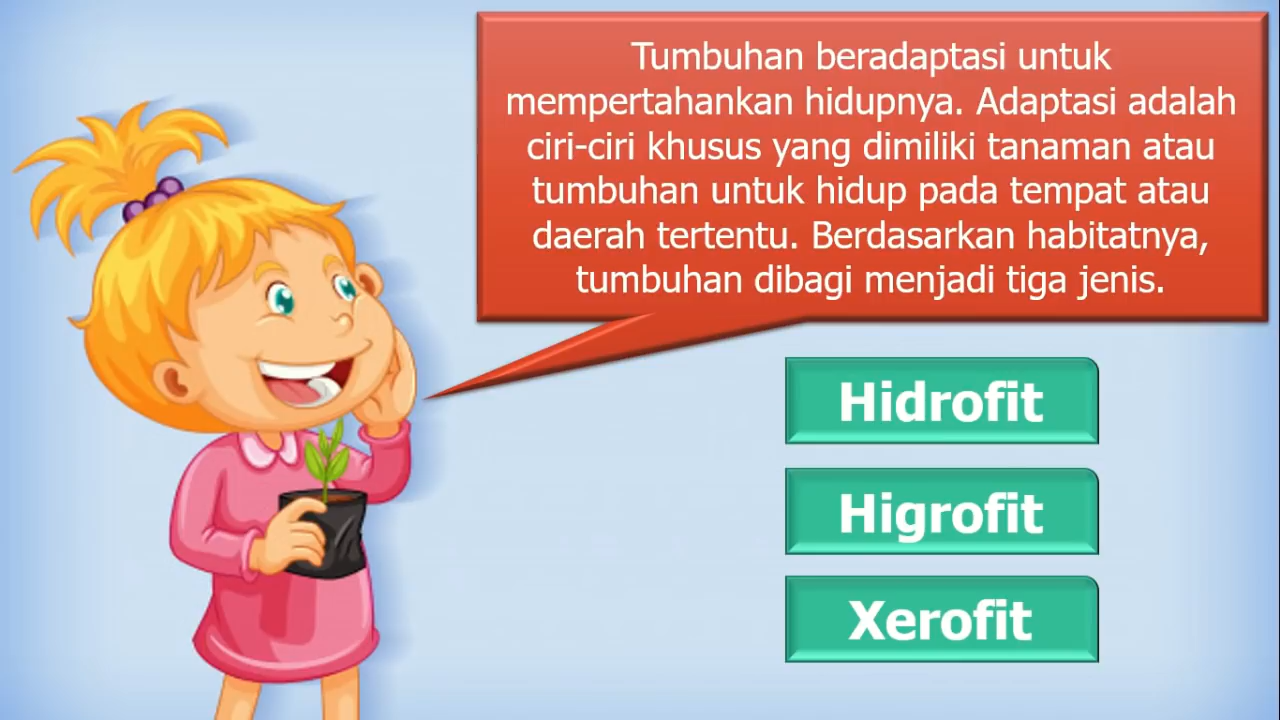 Tumbuhan beradaptasi untuk
mempertahankan hidupnya. Adaptasi adalah
ciri-ciri khusus yang dimiliki tanaman atau
tumbuhan untuk hidup pada tempat atau
daerah tertentu. Berdasarkan habitatnya,
tumbuhan dibagi menjadi tiga jenis.
Hidrofit
Higrofit
Xerofit